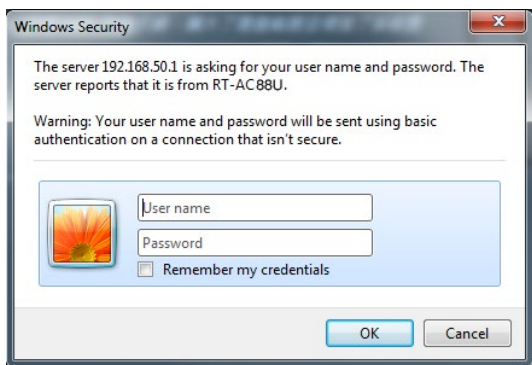 Windows Security
The server 192.168.50.1 is asking for your user name and password. The
server reports that it is from RT-AC88U.
Warning: Your user name and password will be sent using basic
authentication on a connection that isn't secure.
User name
Password
Remember my credentials
OK
Cancel